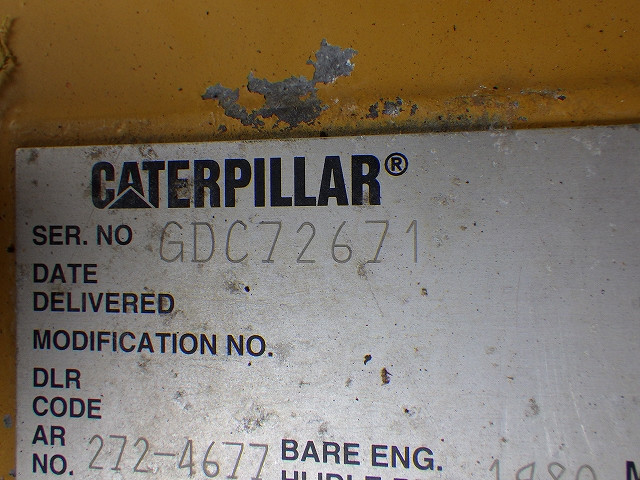 CATERPILLAR®
SER. NO GDC72671
DATE
DELIVERED
MODIFICATION NO.
DLR
CODE
AR
NO. 272-4677 BARE ENG.